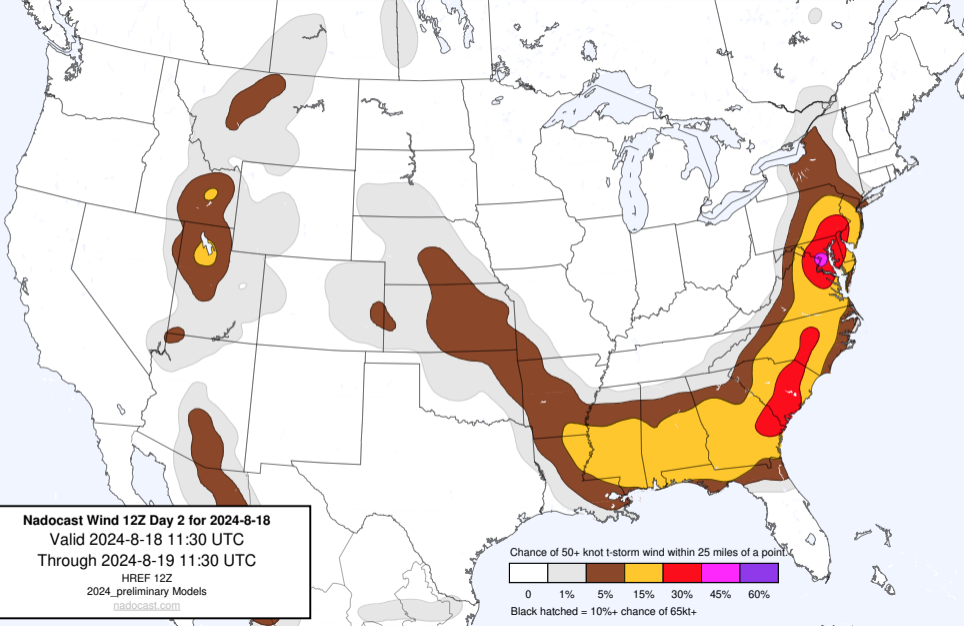 Nadocast Wind 12Z Day 2 for 2024-8-18
Valid 2024-8-18 11:30 UTC
Through 2024-8-19 11:30 UTC
HREF 12Z
2024_preliminary Models
nadocast.com
Chance of 50+ knot t-storm wind within 25 miles of a point.
0 1% 5% 15% 30% 45% 60%
Black hatched = 10%+ chance of 65kt+